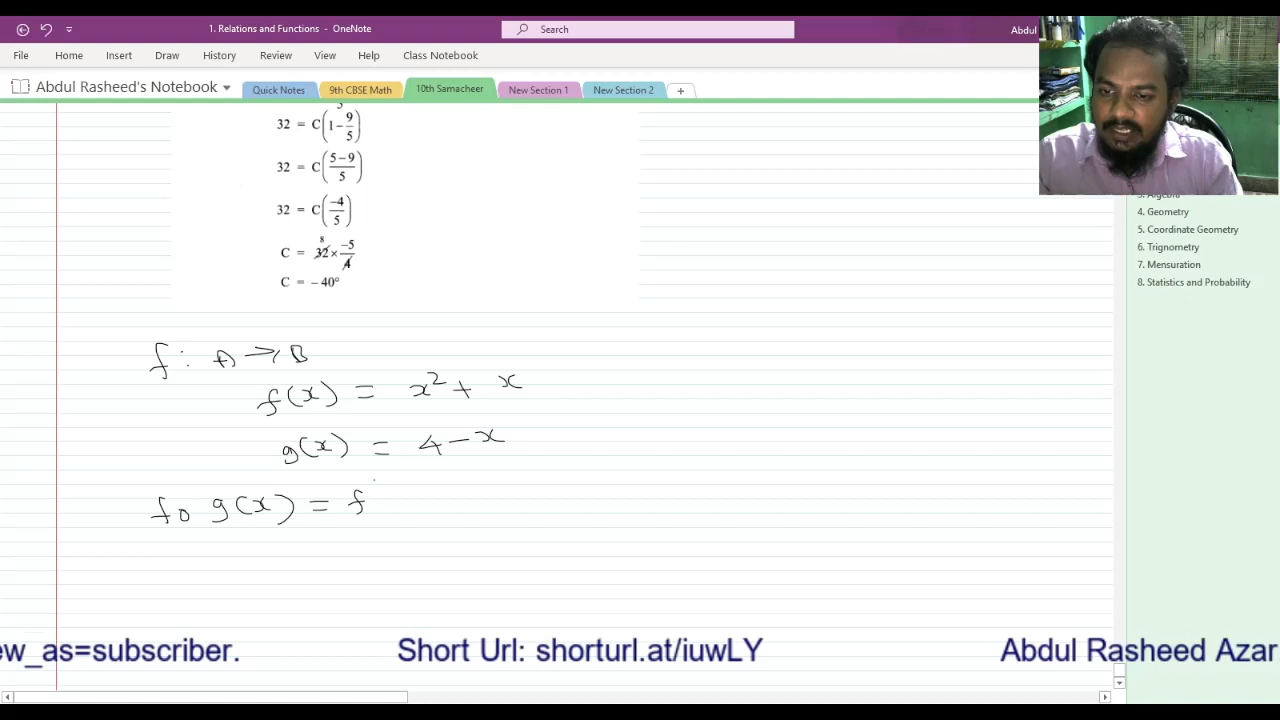 1. Relations and Functions - OneNote
Search
Abdul
File Home Insert Draw History Review View Help Class Notebook
Abdul Rasheed's Notebook
Quick Notes 9th CBSE Math 10th Samacheer New Section 1 New Section 2 +
32 = C(1 − 9/5)
32 = C((5−9)/5)
32 = C(−4/5)
8
C = 32 × −5/4
C = −40°
4. Geometry
5. Coordinate Geometry
6. Trignometry
7. Mensuration
8. Statistics and Probability
f : A → B
f(x) = x² + x
g(x) = 4 − x
f o g(x) = f
ew_as=subscriber. Short Url: shorturl.at/iuwLY Abdul Rasheed Azar